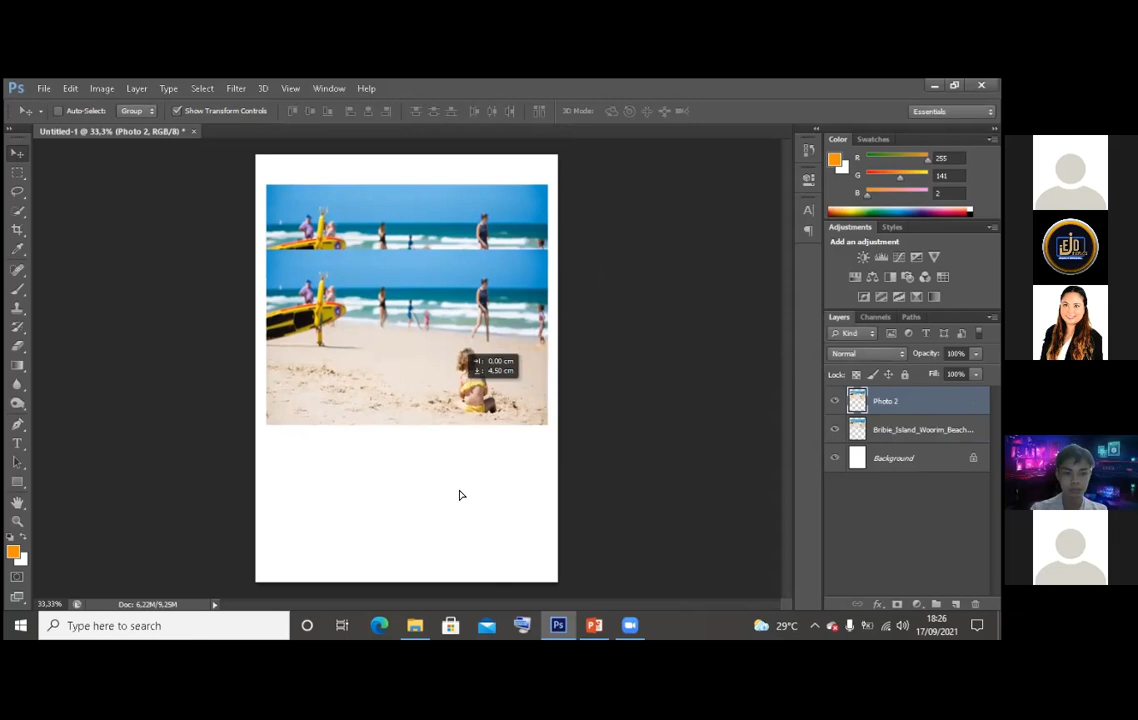 Ps File Edit Image Layer Type Select Filter 3D View Window Help
Auto-Select: Group Show Transform Controls 3D Mode: Essentials
Untitled-1 @ 33,3% (Photo 2, RGB/8) * ×
Color Swatches
R 255
G 141
B 2
Adjustments Styles
Add an adjustment
Layers Channels Paths
Kind
Normal Opacity: 100%
Lock: Fill: 100%
Photo 2
Bribie_Island_Woorim_Beach...
Background
0,00 cm
4,50 cm
33,33% Doc: 6,22M/9,25M
Type here to search
Ps
29°C
18:26
17/09/2021